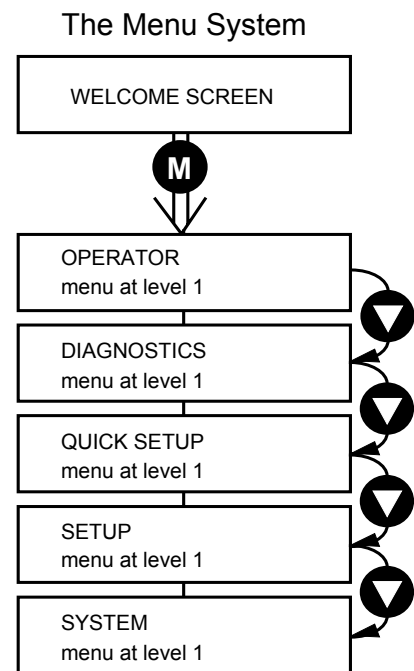 The Menu System
WELCOME SCREEN
M
OPERATOR
menu at level 1
DIAGNOSTICS
menu at level 1
QUICK SETUP
menu at level 1
SETUP
menu at level 1
SYSTEM
menu at level 1